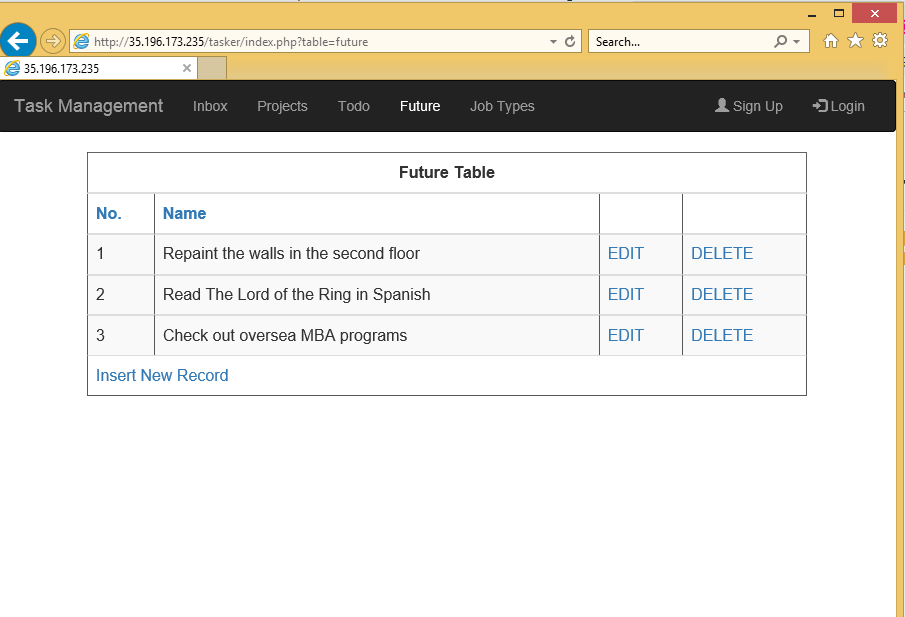 http://35.196.173.235/tasker/index.php?table=future Search...
35.196.173.235
Task Management Inbox Projects Todo Future Job Types Sign Up Login
Future Table
No. Name
1 Repaint the walls in the second floor EDIT DELETE
2 Read The Lord of the Ring in Spanish EDIT DELETE
3 Check out oversea MBA programs EDIT DELETE
Insert New Record